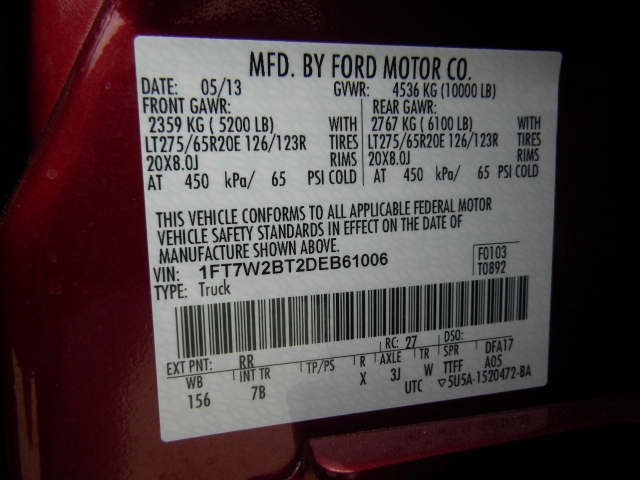 MFD. BY FORD MOTOR CO.
DATE: 05/13 GVWR: 4536 KG (10000 LB)
FRONT GAWR: REAR GAWR:
2359 KG ( 5200 LB) WITH 2767 KG ( 6100 LB) WITH
LT275/65R20E 126/123R TIRES LT275/65R20E 126/123R TIRES
20X8.0J RIMS 20X8.0J RIMS
AT 450 kPa/ 65 PSI COLD AT 450 kPa/ 65 PSI COLD
THIS VEHICLE CONFORMS TO ALL APPLICABLE FEDERAL MOTOR
VEHICLE SAFETY STANDARDS IN EFFECT ON THE DATE OF
MANUFACTURE SHOWN ABOVE.
VIN: 1FT7W2BT2DEB61006 F0103
TYPE: Truck T0892
EXT PNT: RR RC: 27 DSO:
WB INT TR TP/PS R AXLE TR SPR DFA17
156 7B X 3J W TTFF A05
UTC ▽5U5A-1520472-BA